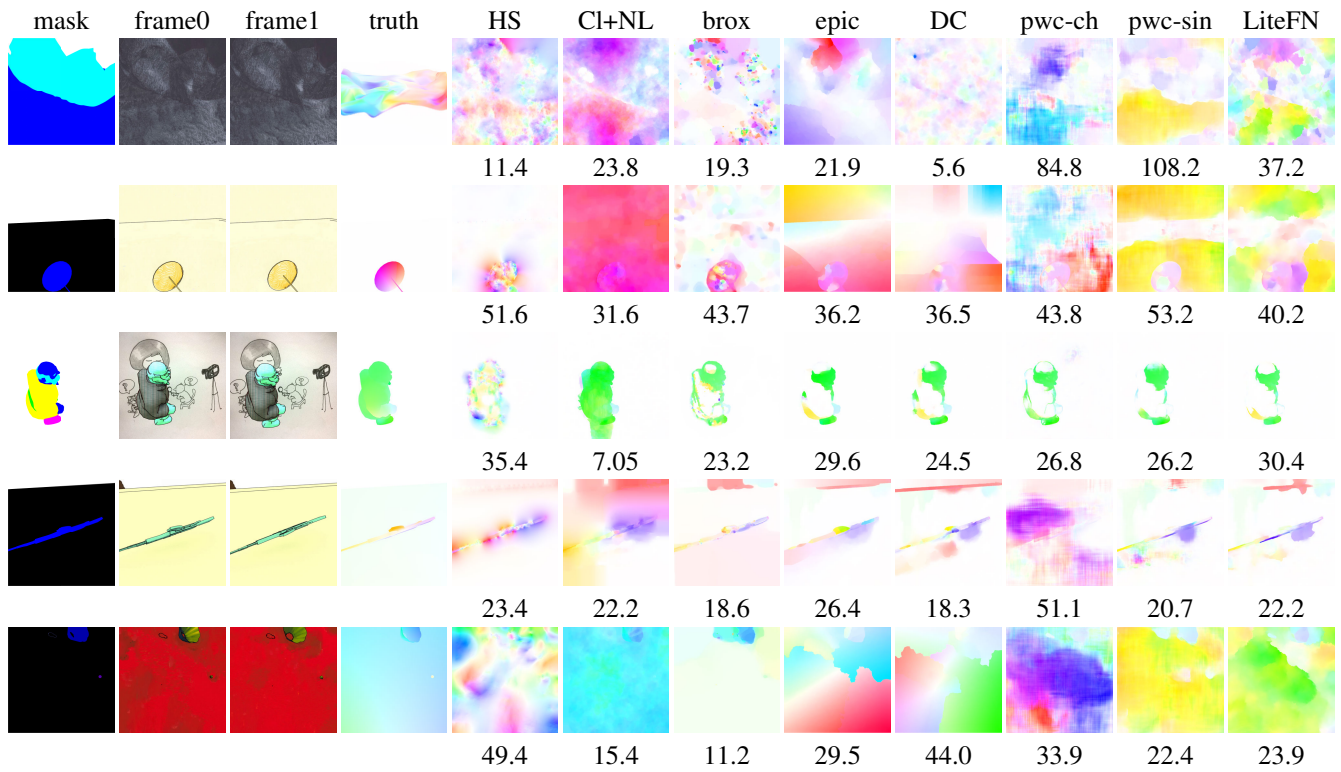 mask frame0 frame1 truth HS Cl+NL brox epic DC pwc-ch pwc-sin LiteFN
11.4 23.8 19.3 21.9 5.6 84.8 108.2 37.2
51.6 31.6 43.7 36.2 36.5 43.8 53.2 40.2
35.4 7.05 23.2 29.6 24.5 26.8 26.2 30.4
23.4 22.2 18.6 26.4 18.3 51.1 20.7 22.2
49.4 15.4 11.2 29.5 44.0 33.9 22.4 23.9